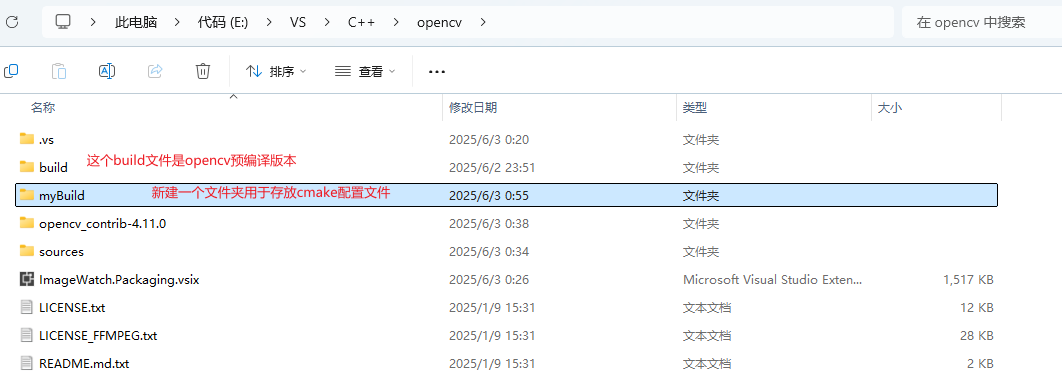 此电脑 代码 (E:) VS C++ opencv 在 opencv 中搜索
排序 查看
名称 修改日期 类型 大小
.vs 2025/6/3 0:20 文件夹
build 这个build文件是opencv预编译版本 2025/6/2 23:51 文件夹
myBuild 新建一个文件夹用于存放cmake配置文件 2025/6/3 0:55 文件夹
opencv_contrib-4.11.0 2025/6/3 0:38 文件夹
sources 2025/6/3 0:34 文件夹
ImageWatch.Packaging.vsix 2025/6/3 0:26 Microsoft Visual Studio Exten... 1,517 KB
LICENSE.txt 2025/1/9 15:31 文本文档 12 KB
LICENSE_FFMPEG.txt 2025/1/9 15:31 文本文档 28 KB
README.md.txt 2025/1/9 15:31 文本文档 2 KB